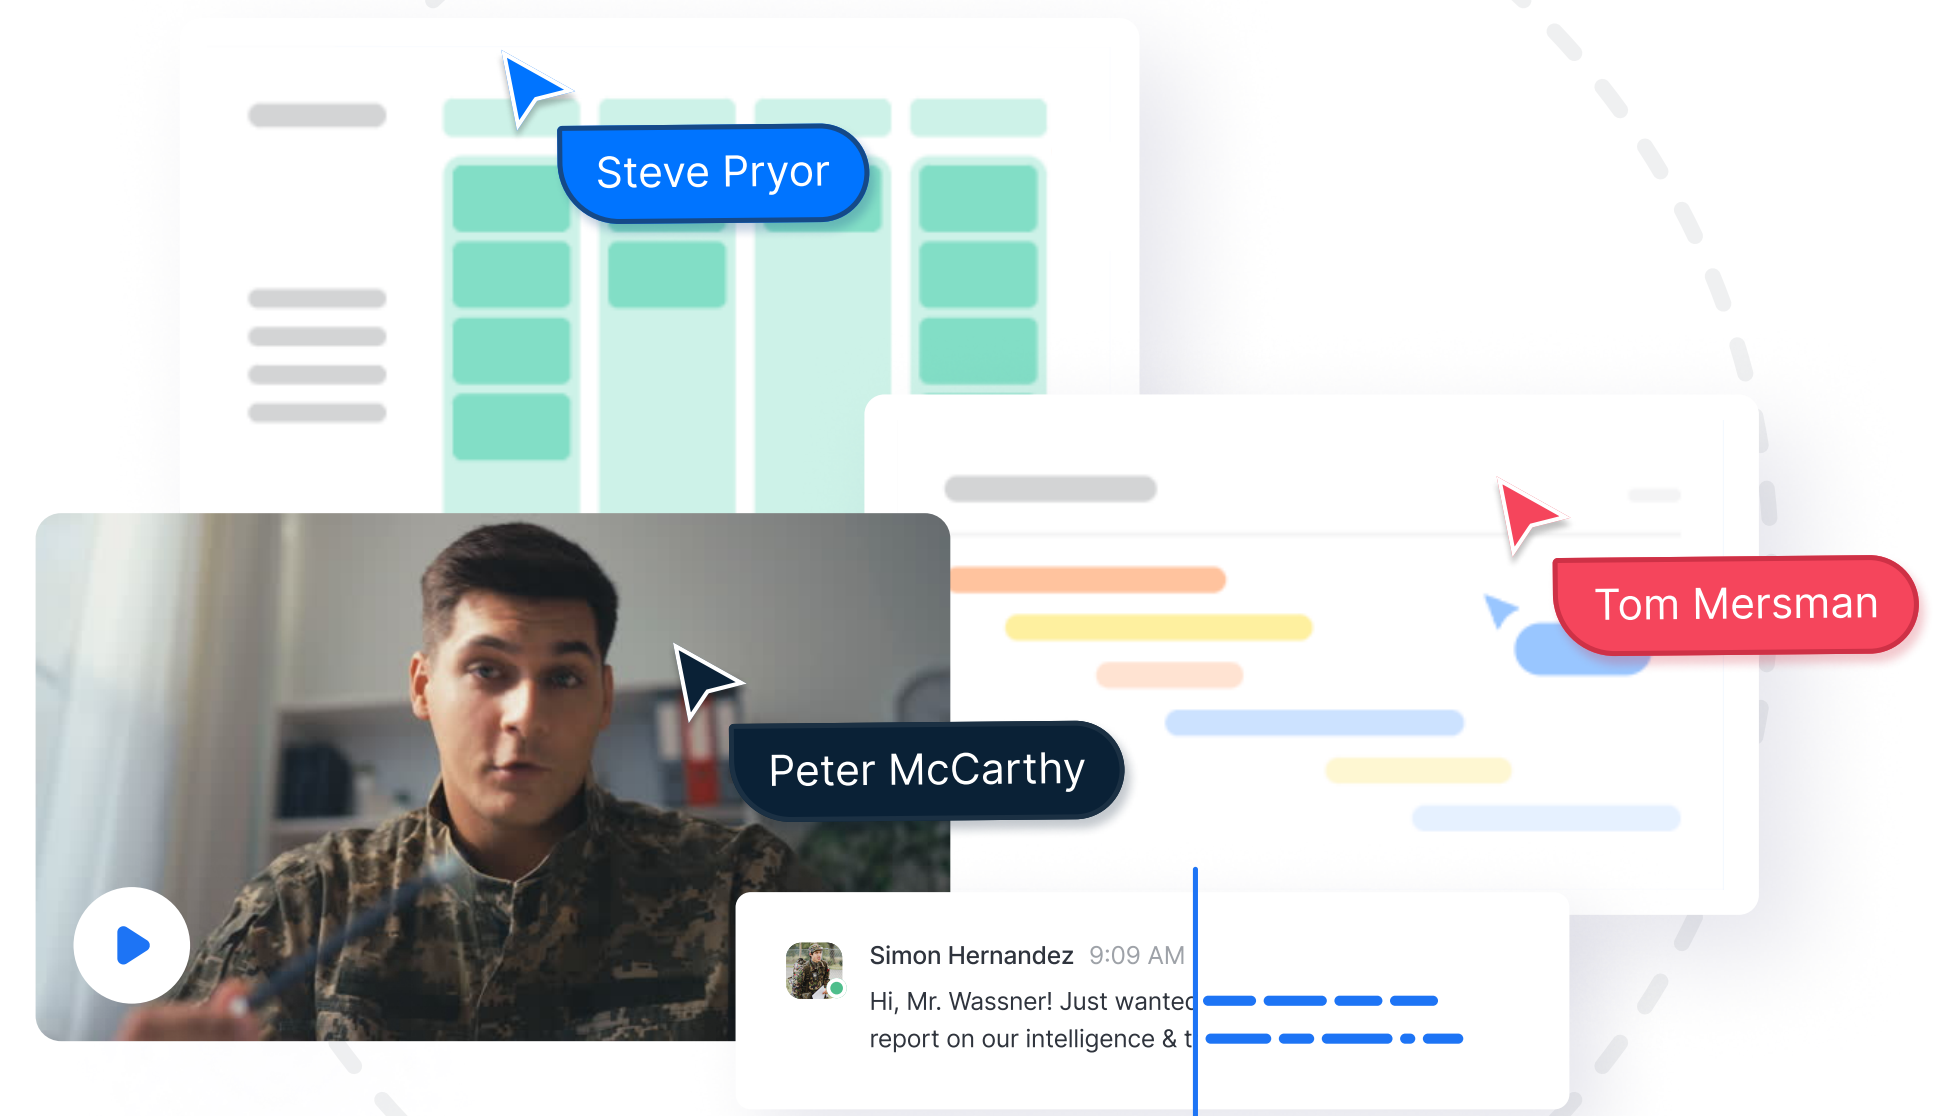 Steve Pryor
Tom Mersman
Peter McCarthy
Simon Hernandez 9:09 AM
Hi, Mr. Wassner! Just wanted
report on our intelligence & t